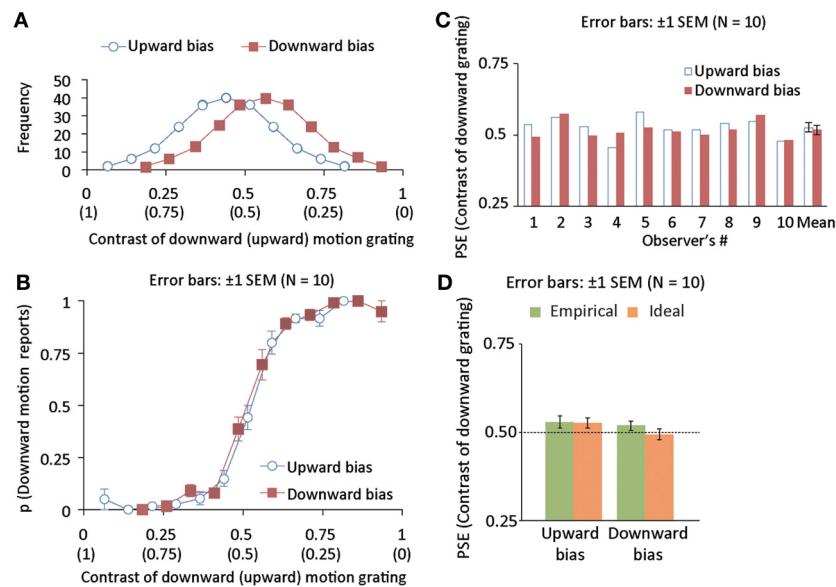 A
Upward bias
Downward bias
Frequency
50
40
30
20
10
0
0 0.25 0.5 0.75 1
(1) (0.75) (0.5) (0.25) (0)
Contrast of downward (upward) motion grating
B
Error bars: ±1 SEM (N = 10)
p (Downward motion reports)
1
0.75
0.5
0.25
0
Upward bias
Downward bias
0 0.25 0.5 0.75 1
(1) (0.75) (0.5) (0.25) (0)
Contrast of downward (upward) motion grating
C
Error bars: ±1 SEM (N = 10)
PSE (Contrast of downward grating)
0.75
0.5
0.25
Upward bias
Downward bias
1 2 3 4 5 6 7 8 9 10 Mean
Observer's #
D
Error bars: ±1 SEM (N = 10)
Empirical Ideal
PSE (Contrast of downward grating)
0.75
0.50
0.25
Upward Downward
bias bias